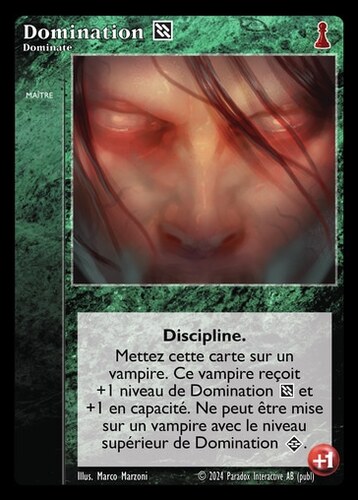 Domination
Dominate
MAÎTRE
Discipline.
Mettez cette carte sur un
vampire. Ce vampire reçoit
+1 niveau de Domination et
+1 en capacité. Ne peut être mise
sur un vampire avec le niveau
supérieur de Domination .
+1
Illus. Marco Marzoni © 2024 Paradox Interactive AB (publ)